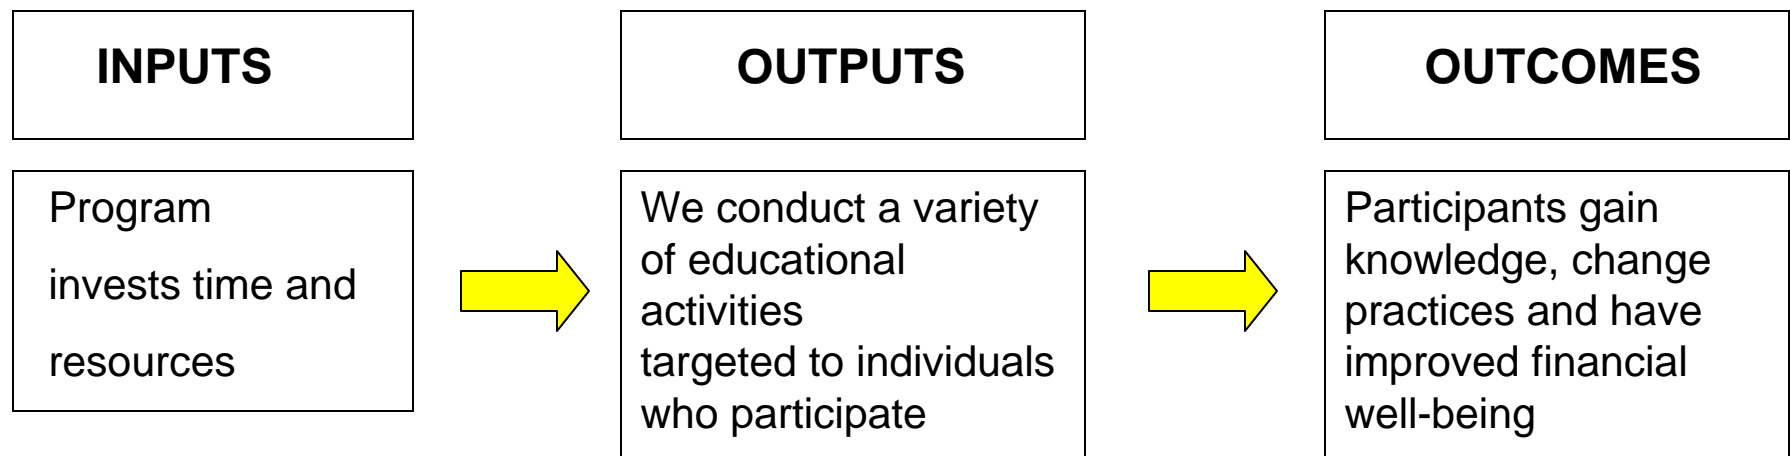 INPUTS
OUTPUTS
OUTCOMES
Program
invests time and
resources
We conduct a variety
of educational
activities
targeted to individuals
who participate
Participants gain
knowledge, change
practices and have
improved financial
well-being